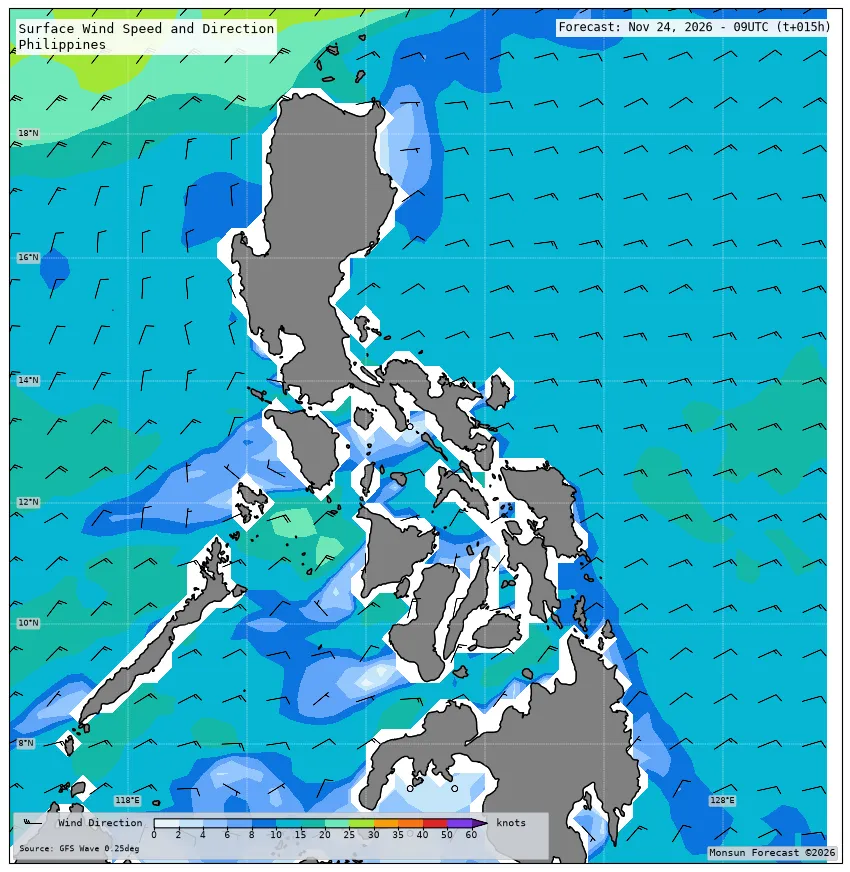 Surface Wind Speed and Direction
Philippines
Forecast: Nov 24, 2026 - 09UTC (t+015h)
18°N
16°N
14°N
12°N
10°N
8°N
118°E
128°E
Wind Direction
knots
0 2 4 6 8 10 15 20 25 30 35 40 50 60
Source: GFS Wave 0.25deg
Monsun Forecast ©2026